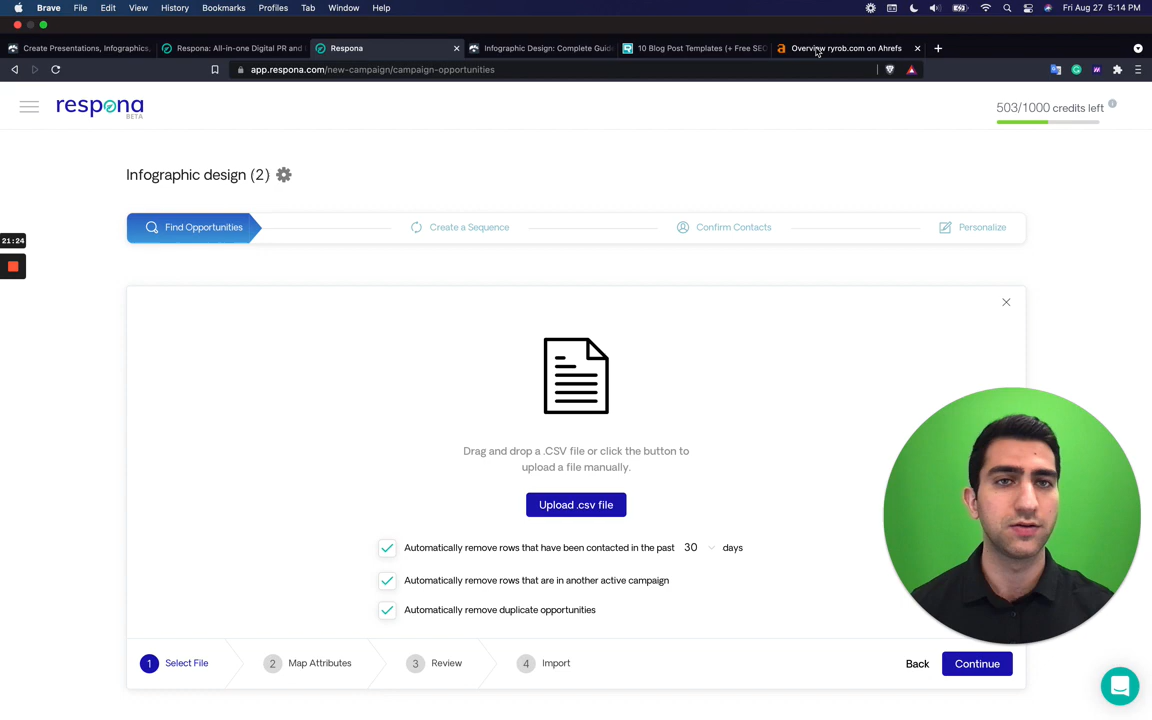 Brave File Edit View History Bookmarks Profiles Tab Window Help Fri Aug 27 5:14 PM
Create Presentations, Infographics, Respona: All-in-one Digital PR and Respona Infographic Design: Complete Guide 10 Blog Post Templates (+ Free SEO Overview ryrob.com on Ahrefs
app.respona.com/new-campaign/campaign-opportunities
respona
BETA
503/1000 credits left
Infographic design (2)
Find Opportunities Create a Sequence Confirm Contacts Personalize
21:24
Drag and drop a .CSV file or click the button to
upload a file manually.
Upload .csv file
Automatically remove rows that have been contacted in the past 30 days
Automatically remove rows that are in another active campaign
Automatically remove duplicate opportunities
1 Select File 2 Map Attributes 3 Review 4 Import Back Continue